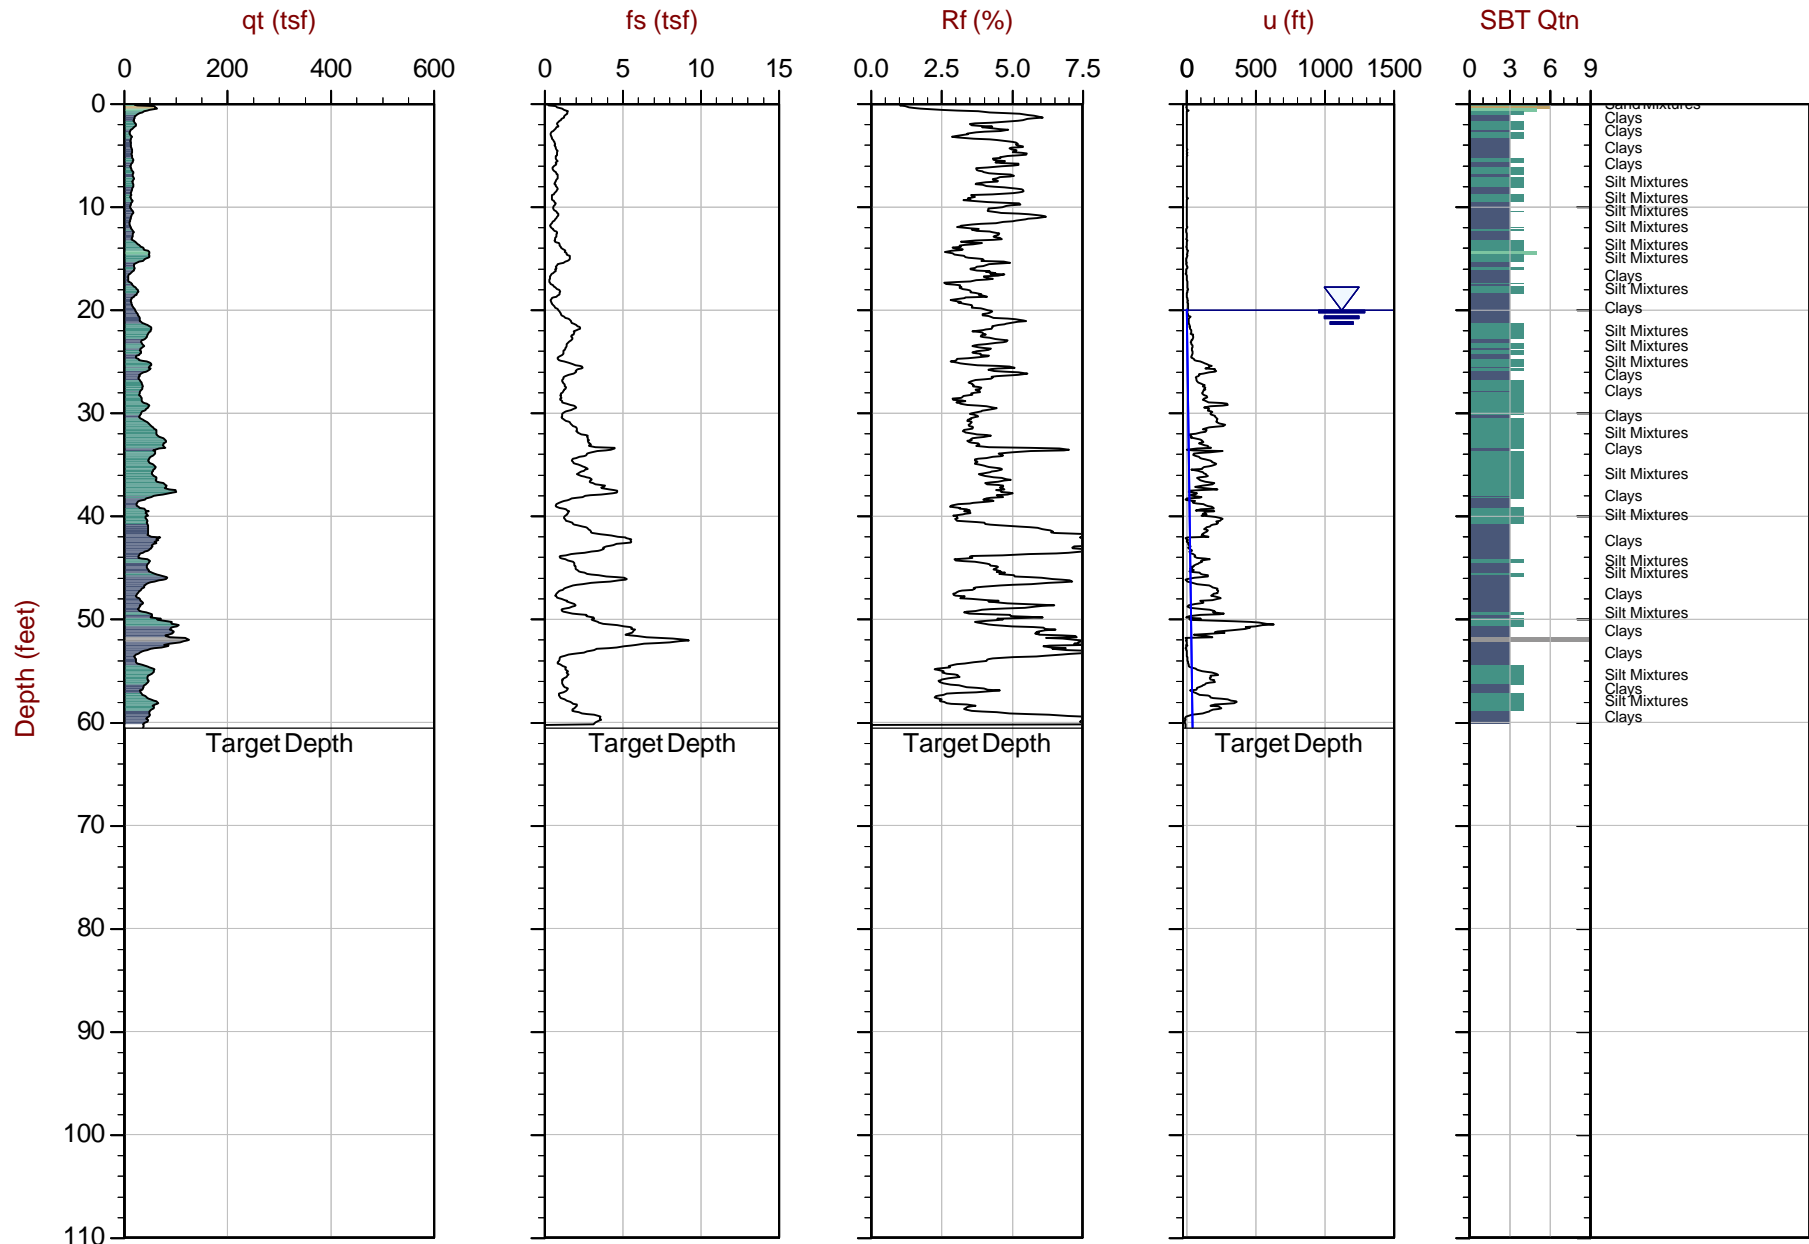 qt (tsf) fs (tsf) Rf (%) u (ft) SBT Qtn
0 200 400 600 0 5 10 15 0.0 2.5 5.0 7.5 0 500 1000 1500 0 3 6 9
Depth (feet)
0
10
20
30
40
50
60
70
80
90
100
110
Sand Mixtures
Clays
Clays
Clays
Clays
Silt Mixtures
Silt Mixtures
Silt Mixtures
Silt Mixtures
Silt Mixtures
Silt Mixtures
Clays
Silt Mixtures
Clays
Silt Mixtures
Silt Mixtures
Silt Mixtures
Clays
Clays
Clays
Silt Mixtures
Clays
Silt Mixtures
Clays
Silt Mixtures
Clays
Silt Mixtures
Silt Mixtures
Clays
Silt Mixtures
Clays
Clays
Silt Mixtures
Clays
Silt Mixtures
Clays
Target Depth Target Depth Target Depth Target Depth